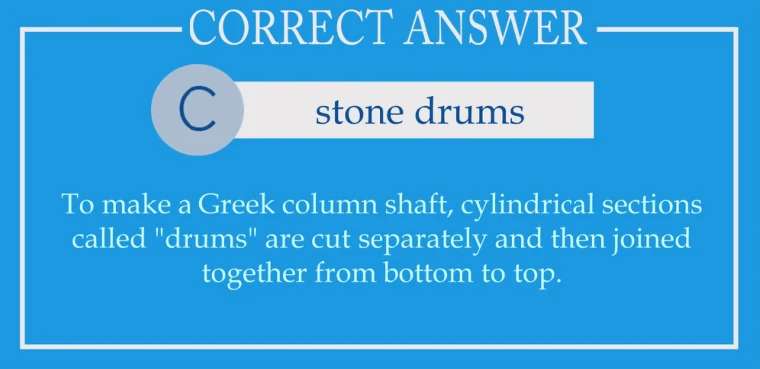 CORRECT ANSWER
C
stone drums
To make a Greek column shaft, cylindrical sections
called "drums" are cut separately and then joined
together from bottom to top.